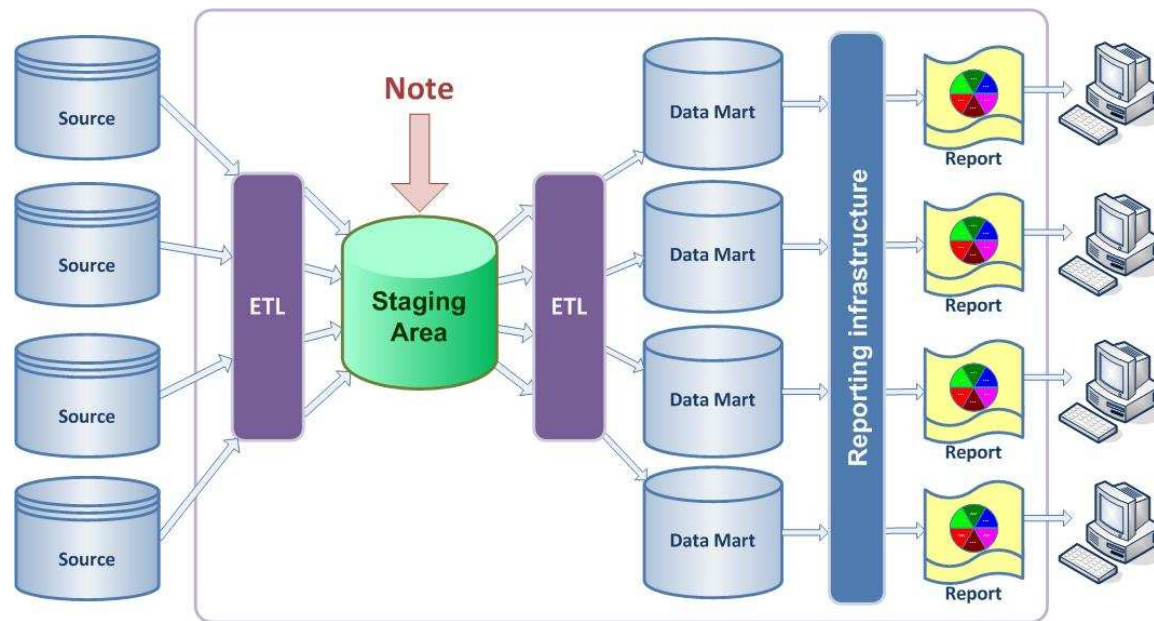 Note
Source
Source
Source
Source
ETL
Staging
Area
ETL
Data Mart
Data Mart
Data Mart
Data Mart
Reporting infrastructure
Report
Report
Report
Report